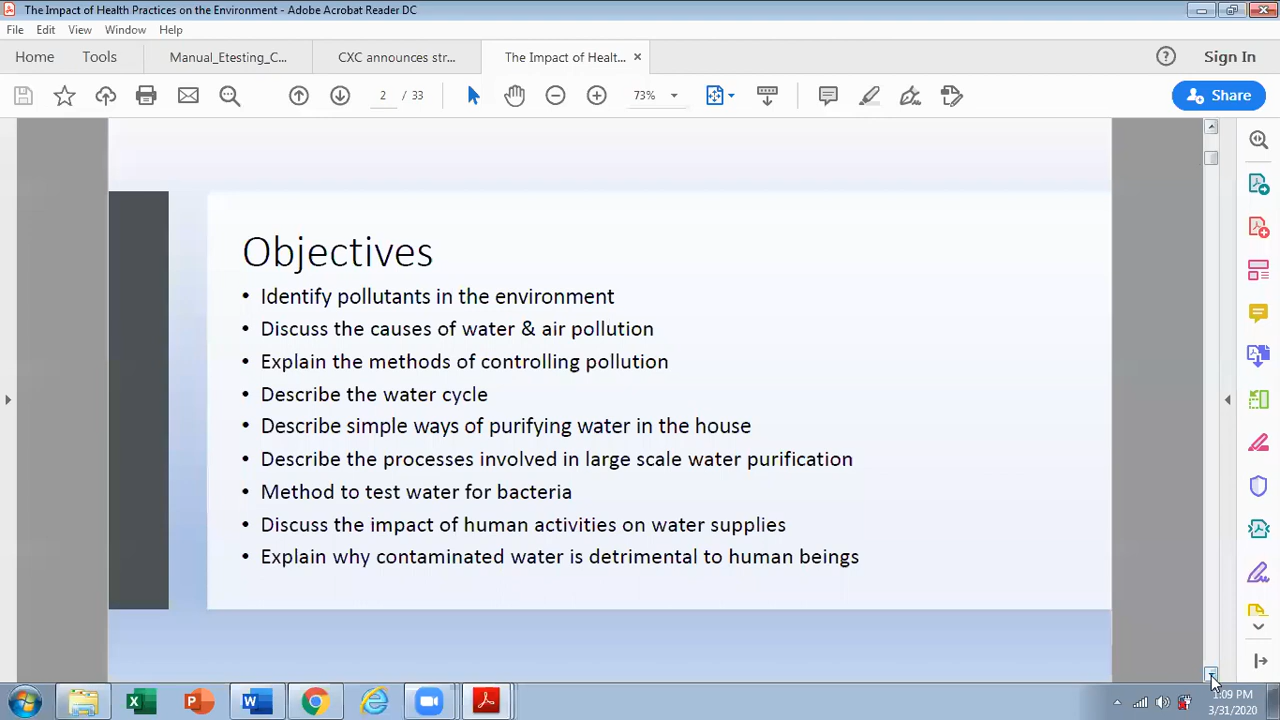 The Impact of Health Practices on the Environment - Adobe Acrobat Reader DC
File Edit View Window Help
Home Tools Manual_Etesting_C... CXC announces str... The Impact of Healt... Sign In
2 / 33 73% Share
Objectives
• Identify pollutants in the environment
• Discuss the causes of water & air pollution
• Explain the methods of controlling pollution
• Describe the water cycle
• Describe simple ways of purifying water in the house
• Describe the processes involved in large scale water purification
• Method to test water for bacteria
• Discuss the impact of human activities on water supplies
• Explain why contaminated water is detrimental to human beings
1:09 PM
3/31/2020